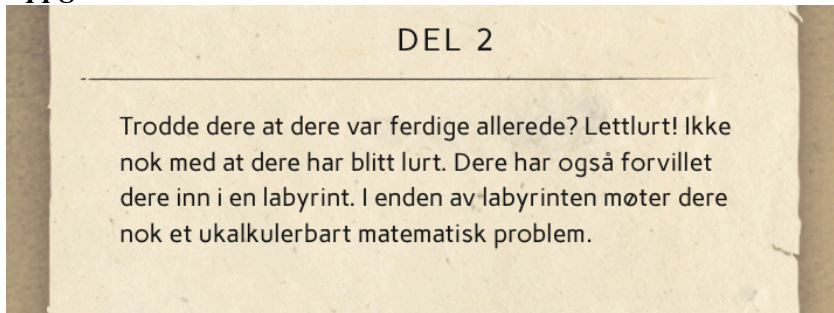 DEL 2
Trodde dere at dere var ferdige allerede? Lettlurt! Ikke
nok med at dere har blitt lurt. Dere har også forvillet
dere inn i en labyrint. I enden av labyrinten møter dere
nok et ukalkulerbart matematisk problem.